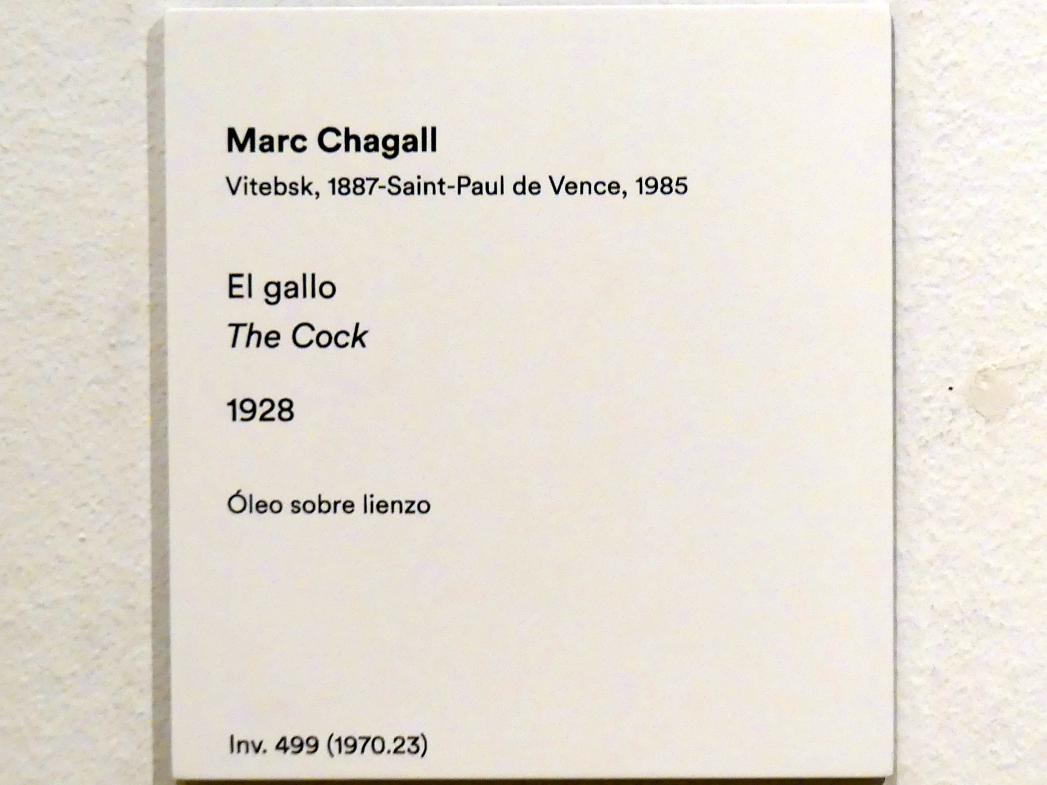 Marc Chagall
Vitebsk, 1887-Saint-Paul de Vence, 1985
El gallo
The Cock
1928
Óleo sobre lienzo
Inv. 499 (1970.23)